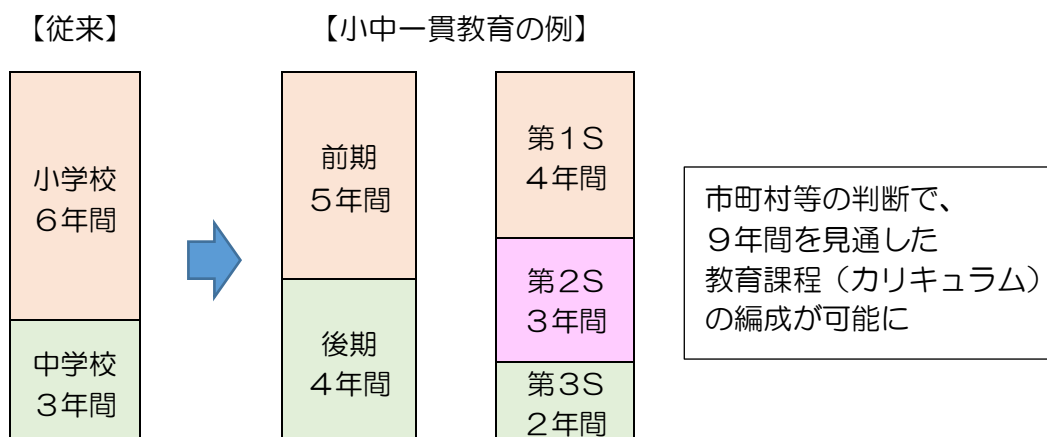 【従来】
【小中一貫教育の例】
小学校
６年間
中学校
３年間
前期
５年間
後期
４年間
第１Ｓ
４年間
第２Ｓ
３年間
第３Ｓ
２年間
市町村等の判断で、
９年間を見通した
教育課程（カリキュラム）
の編成が可能に